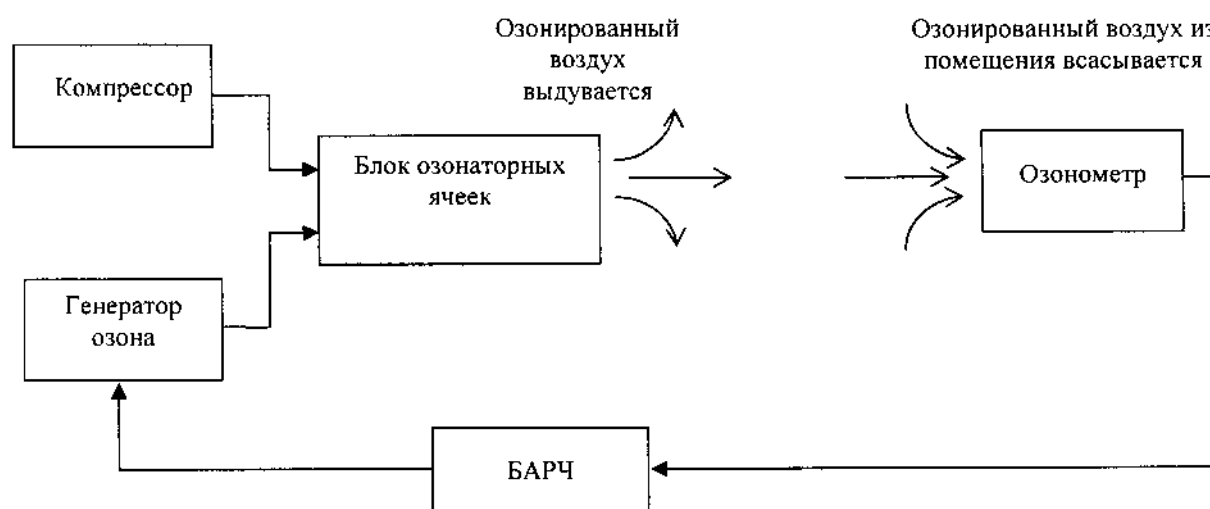 Озонированный
воздух
выдувается
Озонированный воздух из
помещения всасывается
Компрессор
Блок озонаторных
ячеек
Озонометр
Генератор
озона
БАРЧ